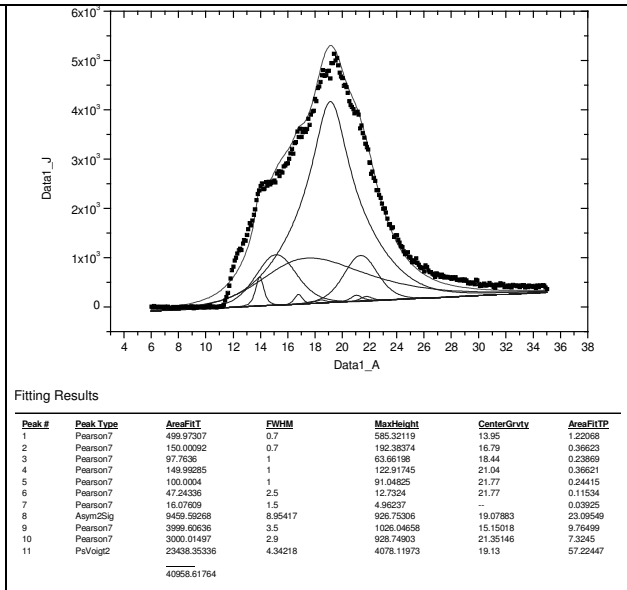 6x10³
5x10³
4x10³
3x10³
2x10³
1x10³
0
Data1_J
4 6 8 10 12 14 16 18 20 22 24 26 28 30 32 34 36 38
Data1_A
Fitting Results
Peak # Peak Type AreaFitT FWHM MaxHeight CenterGrvty AreaFitTP
1 Pearson7 499.97307 0.7 585.32119 13.95 1.22068
2 Pearson7 150.00092 0.7 192.38374 16.79 0.36623
3 Pearson7 97.7636 1 63.66198 18.44 0.23869
4 Pearson7 149.99285 1 122.91745 21.04 0.36621
5 Pearson7 100.0004 1 91.04825 21.77 0.24415
6 Pearson7 47.24336 2.5 12.7324 21.77 0.11534
7 Pearson7 16.07609 1.5 4.96237 -- 0.03925
8 Asym2Sig 9459.59268 8.95417 926.75306 19.07883 23.09549
9 Pearson7 3999.60636 3.5 1026.04658 15.15018 9.76499
10 Pearson7 3000.01497 2.9 928.74903 21.35146 7.3245
11 PsVoigt2 23438.35336 4.34218 4078.11973 19.13 57.22447
40958.61764